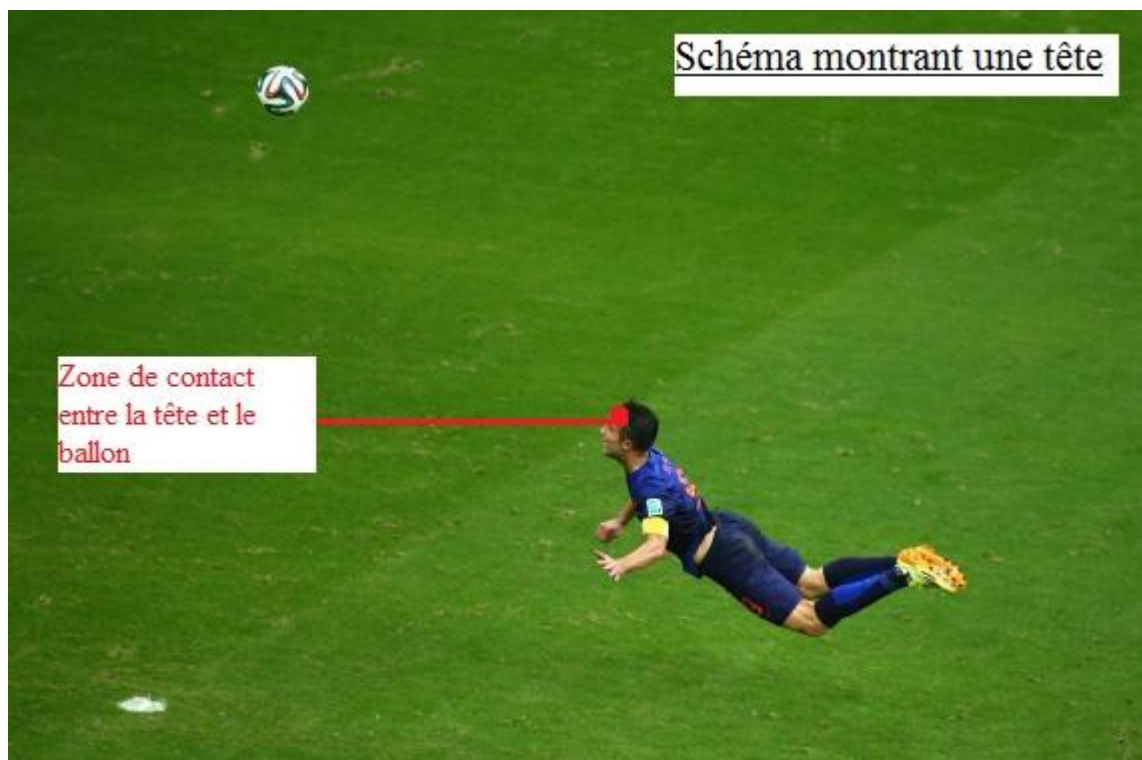 Schéma montrant une tête
Zone de contact
entre la tête et le
ballon